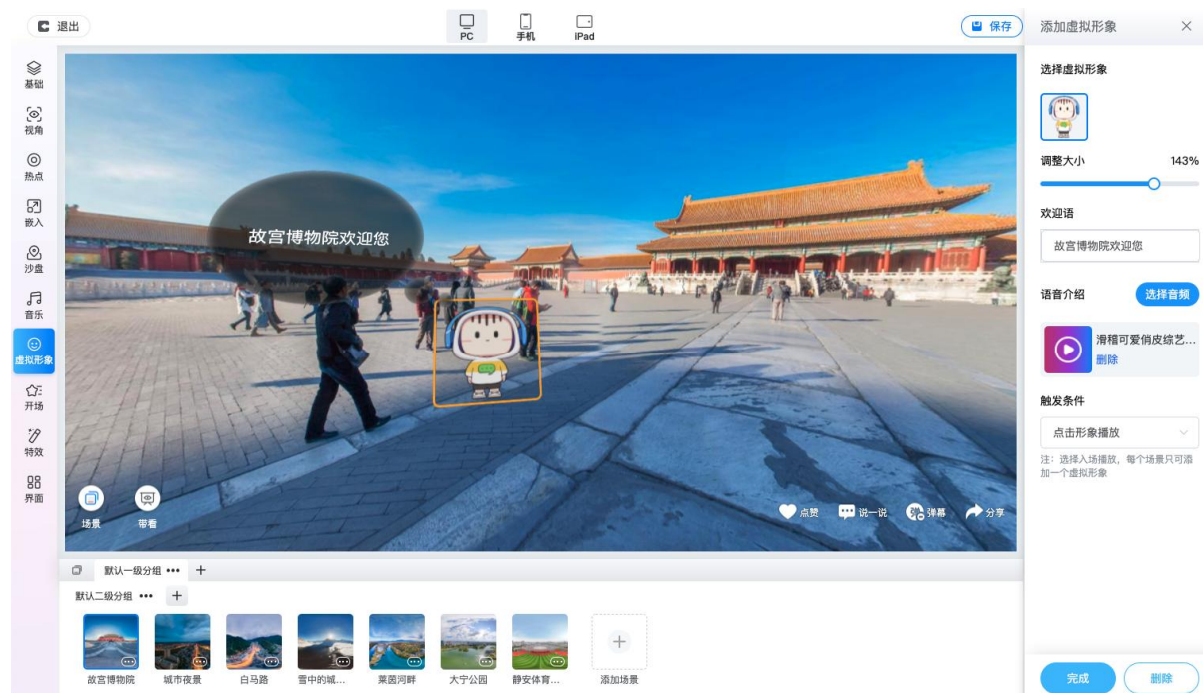 退出
PC
手机
iPad
保存
添加虚拟形象
基础
视角
热点
嵌入
沙盘
音乐
虚拟形象
开场
特效
界面
故宫博物院欢迎您
场景
带看
点赞
说一说
弹幕
分享
选择虚拟形象
调整大小 143%
欢迎语
故宫博物院欢迎您
语音介绍 选择音频
滑稽可爱俏皮综艺...
删除
触发条件
点击形象播放
注：选择入场播放，每个场景只可添
加一个虚拟形象
默认一级分组 ••• +
默认二级分组 ••• +
故宫博物院
城市夜景
白马路
雪中的城...
莱茵河畔
大宁公园
静安体育...
添加场景
完成
删除